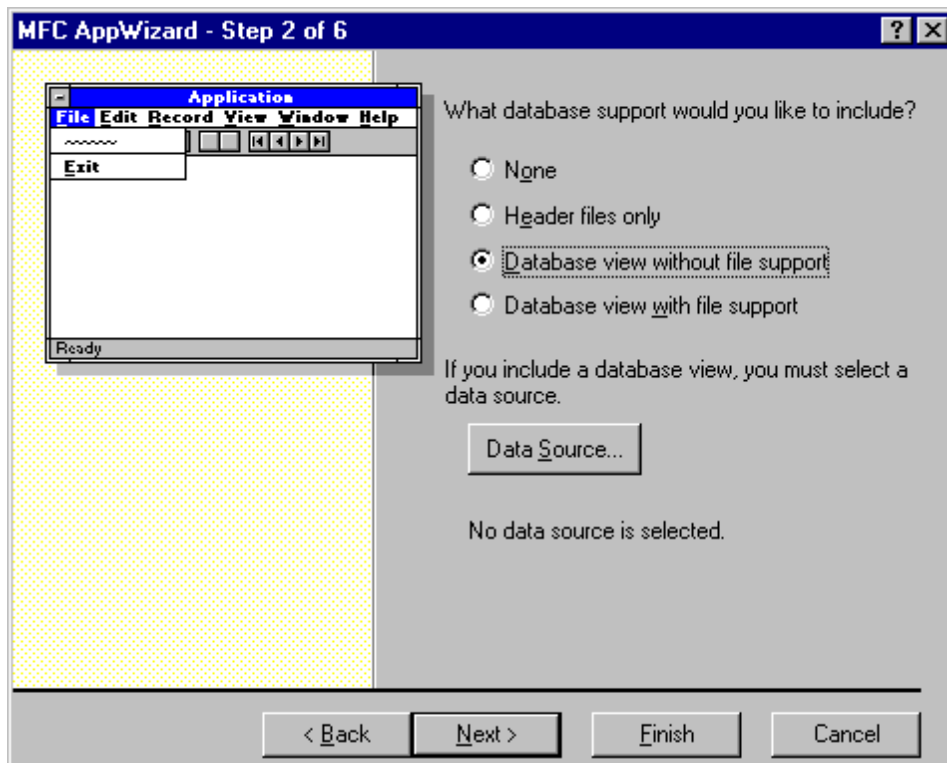 MFC AppWizard - Step 2 of 6
Application
File Edit Record View Window Help
Exit
Ready
What database support would you like to include?
None
Header files only
Database view without file support
Database view with file support
If you include a database view, you must select a
data source.
Data Source...
No data source is selected.
< Back Next > Finish Cancel